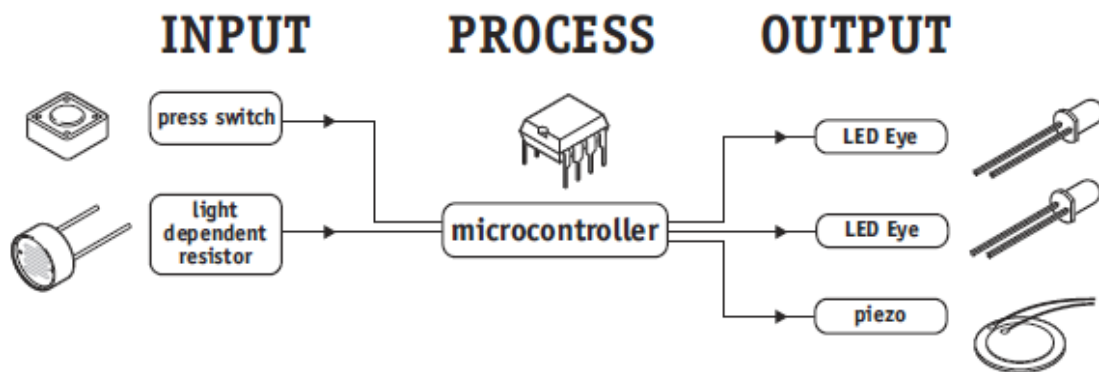 INPUT
PROCESS
OUTPUT
press switch
light
dependent
resistor
microcontroller
LED Eye
LED Eye
piezo